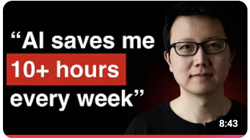 “AI saves me
10+ hours
every week”
8:43